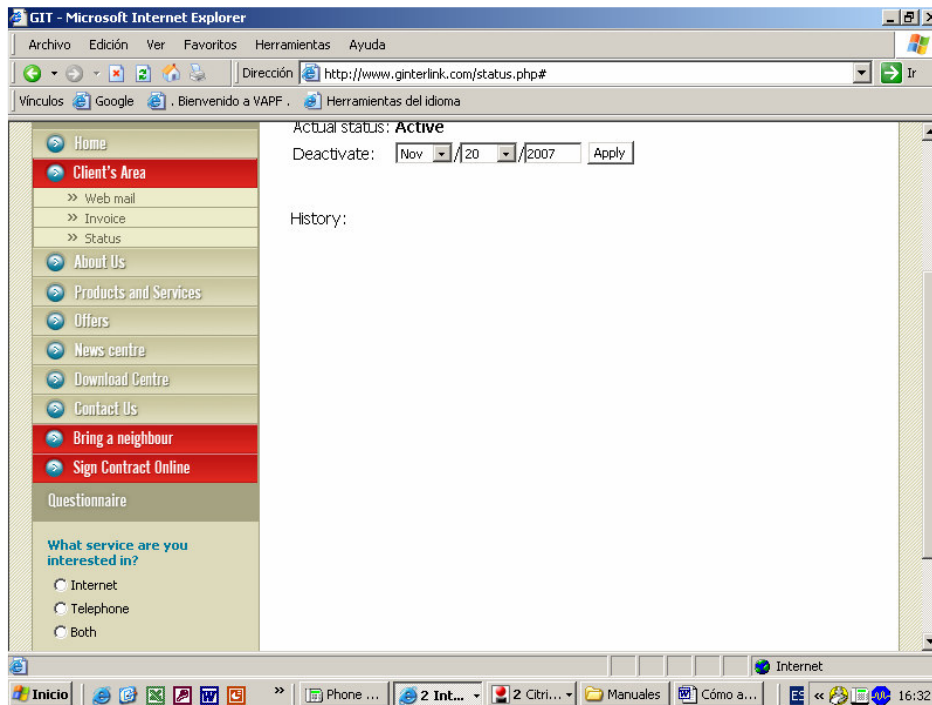 GIT - Microsoft Internet Explorer
Archivo Edición Ver Favoritos Herramientas Ayuda
Dirección http://www.ginterlink.com/status.php# Ir
Vínculos Google . Bienvenido a VAPF . Herramientas del idioma
Actual status: Active
Home
Deactivate: Nov / 20 / 2007 Apply
Client's Area
Web mail
Invoice
History:
Status
About Us
Products and Services
Offers
News centre
Download Centre
Contact Us
Bring a neighbour
Sign Contract Online
Questionnaire
What service are you
interested in?
Internet
Telephone
Both
Internet
Inicio » Phone ... 2 Int... 2 Citri... Manuales Cómo a... ES « 16:32